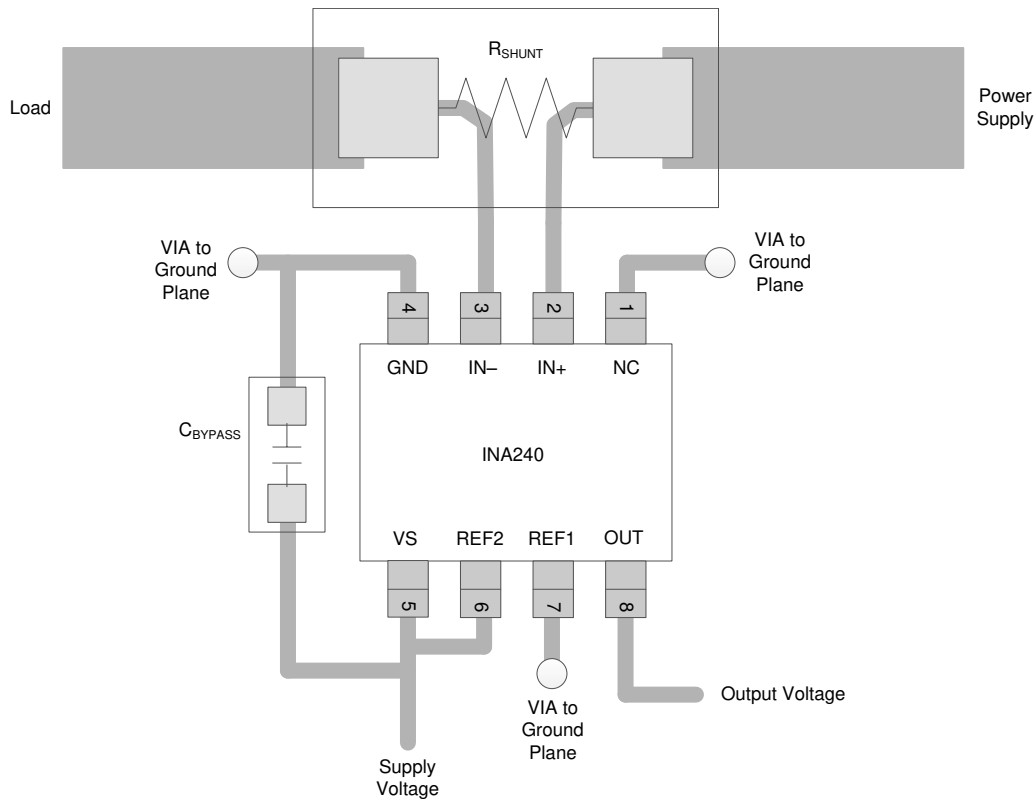 R_SHUNT
Load
Power
Supply
VIA to
Ground
Plane
VIA to
Ground
Plane
4
3
2
1
GND
IN–
IN+
NC
C_BYPASS
INA240
VS
REF2
REF1
OUT
5
6
7
8
Output Voltage
VIA to
Ground
Plane
Supply
Voltage